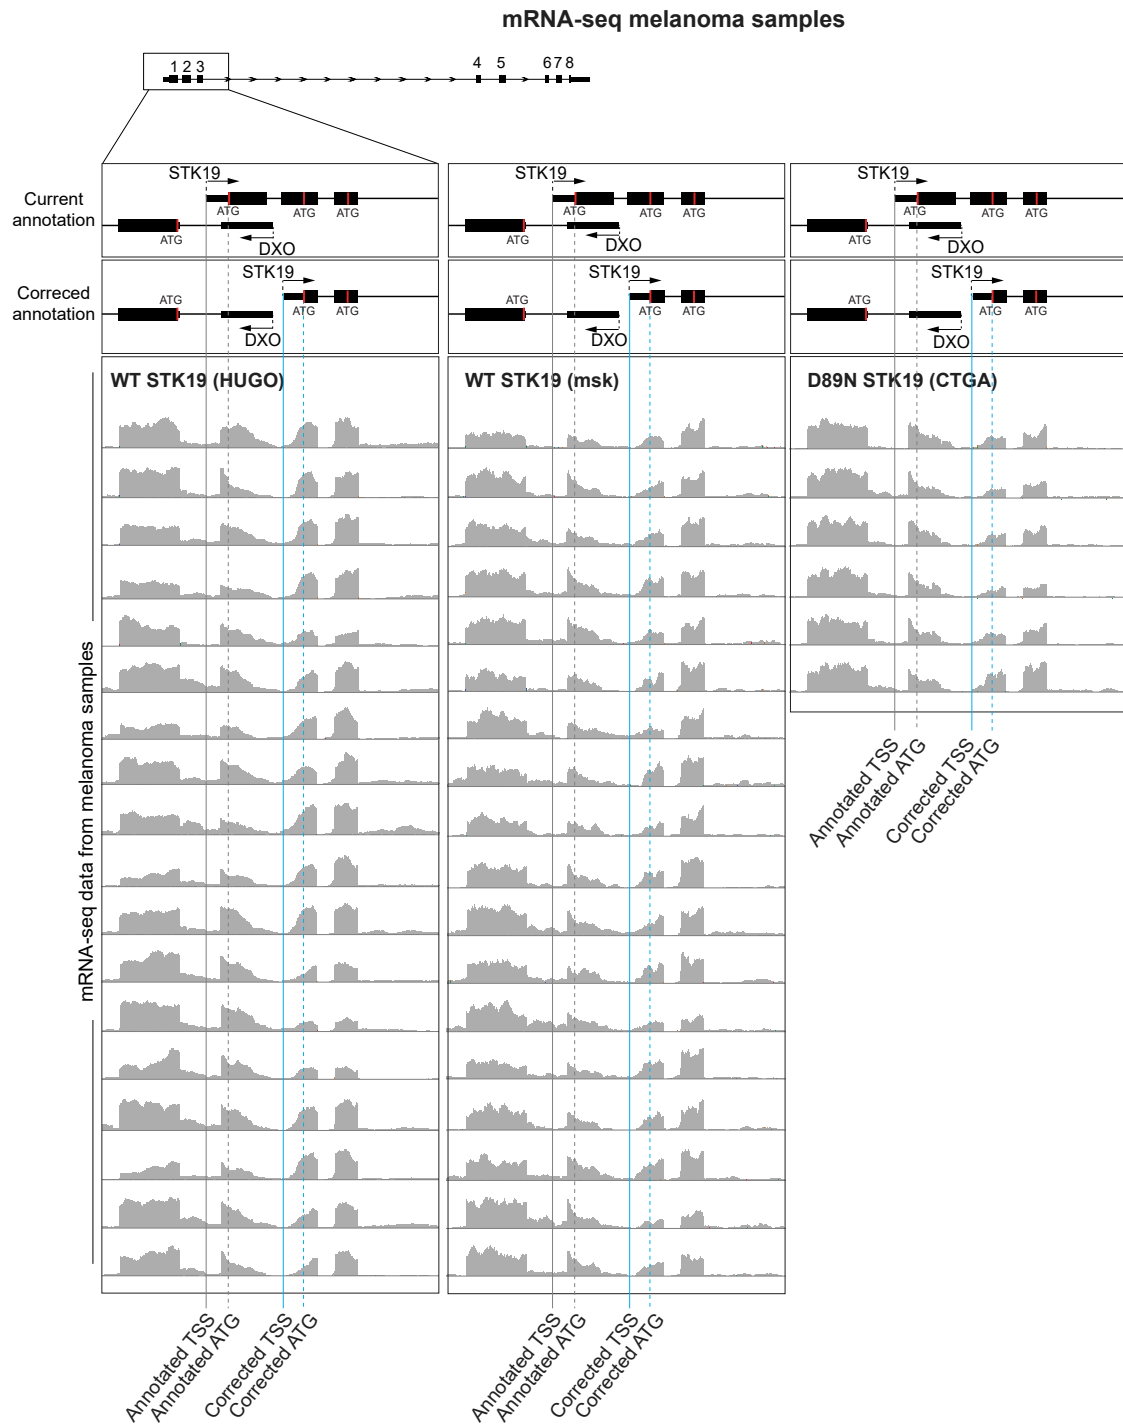 mRNA-seq melanoma samples
1 2 3 4 5 6 7 8
Current
annotation
STK19
ATG
ATG
ATG
ATG
DXO
STK19
ATG
ATG
ATG
ATG
DXO
STK19
ATG
ATG
ATG
ATG
DXO
Correced
annotation
STK19
ATG
ATG
ATG
DXO
STK19
ATG
ATG
ATG
DXO
STK19
ATG
ATG
ATG
DXO
WT STK19 (HUGO)
WT STK19 (msk)
D89N STK19 (CTGA)
mRNA-seq data from melanoma samples
Annotated TSS
Annotated ATG
Corrected TSS
Corrected ATG
Annotated TSS
Annotated ATG
Corrected TSS
Corrected ATG
Annotated TSS
Annotated ATG
Corrected TSS
Corrected ATG